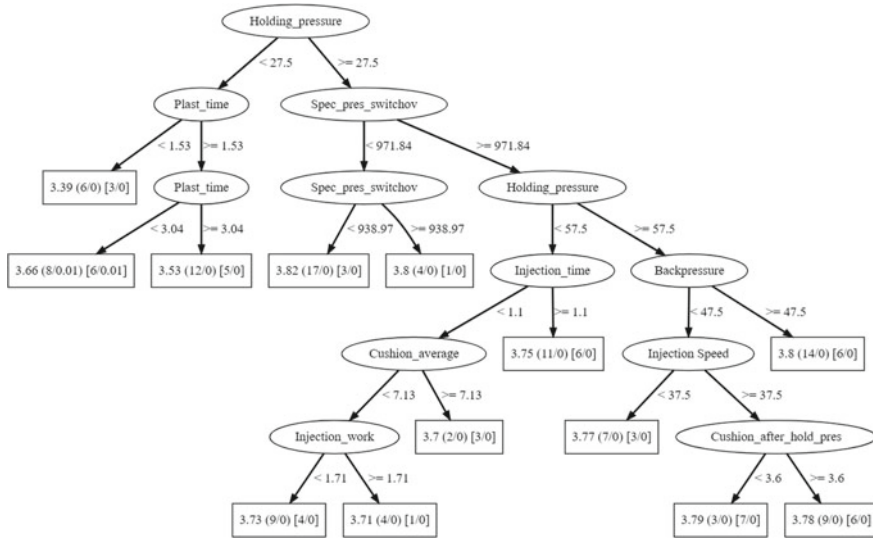 Holding_pressure
< 27.5
>= 27.5
Plast_time
Spec_pres_switchov
< 1.53
>= 1.53
< 971.84
>= 971.84
3.39 (6/0) [3/0]
Plast_time
Spec_pres_switchov
Holding_pressure
< 3.04
>= 3.04
< 938.97
>= 938.97
< 57.5
>= 57.5
3.66 (8/0.01) [6/0.01]
3.53 (12/0) [5/0]
3.82 (17/0) [3/0]
3.8 (4/0) [1/0]
Injection_time
Backpressure
< 1.1
>= 1.1
< 47.5
>= 47.5
Cushion_average
3.75 (11/0) [6/0]
Injection Speed
3.8 (14/0) [6/0]
< 7.13
>= 7.13
< 37.5
>= 37.5
Injection_work
3.7 (2/0) [3/0]
3.77 (7/0) [3/0]
Cushion_after_hold_pres
< 1.71
>= 1.71
< 3.6
>= 3.6
3.73 (9/0) [4/0]
3.71 (4/0) [1/0]
3.79 (3/0) [7/0]
3.78 (9/0) [6/0]